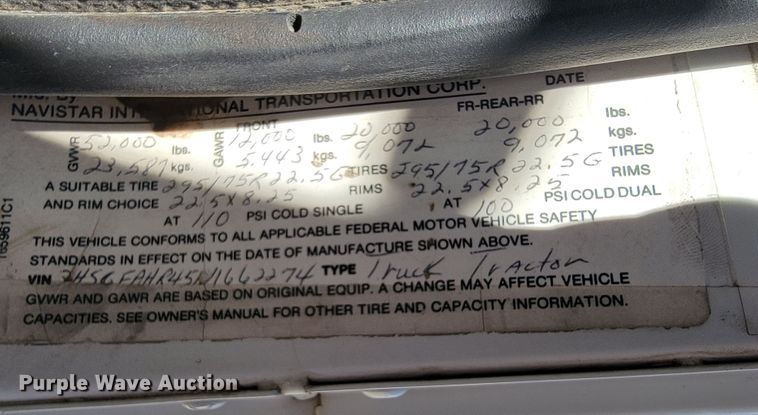 Mfd. By
NAVISTAR INTERNATIONAL TRANSPORTATION CORP. DATE
FRONT FR-REAR-RR
GVWR 52,000 lbs. GAWR 12,000 lbs. 20,000 20,000 lbs.
23,587 kgs. 5,443 kgs. 9,072 9,072 kgs.
A SUITABLE TIRE 295/75R22.5G TIRES 295/75R22.5G TIRES
AND RIM CHOICE 22.5x8.25 RIMS 22.5x8.25 RIMS
AT 110 PSI COLD SINGLE AT 100 PSI COLD DUAL
THIS VEHICLE CONFORMS TO ALL APPLICABLE FEDERAL MOTOR VEHICLE SAFETY
STANDARDS IN EFFECT ON THE DATE OF MANUFACTURE SHOWN ABOVE.
VIN TYPE Truck Tractor
GVWR AND GAWR ARE BASED ON ORIGINAL EQUIP. A CHANGE MAY AFFECT VEHICLE
CAPACITIES. SEE OWNER'S MANUAL FOR OTHER TIRE AND CAPACITY INFORMATION.
1659611C1
Purple Wave Auction